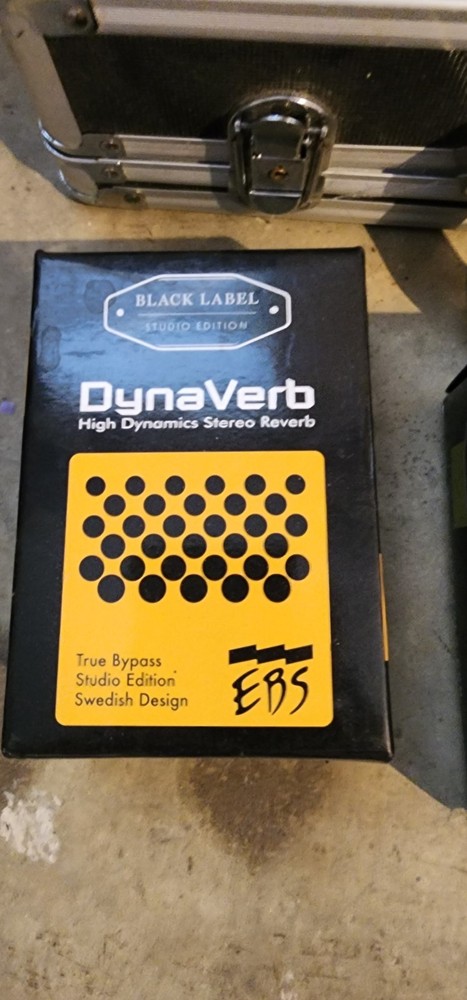 BLACK LABEL
STUDIO EDITION
DynaVerb
High Dynamics Stereo Reverb
True Bypass
Studio Edition
Swedish Design
EBS